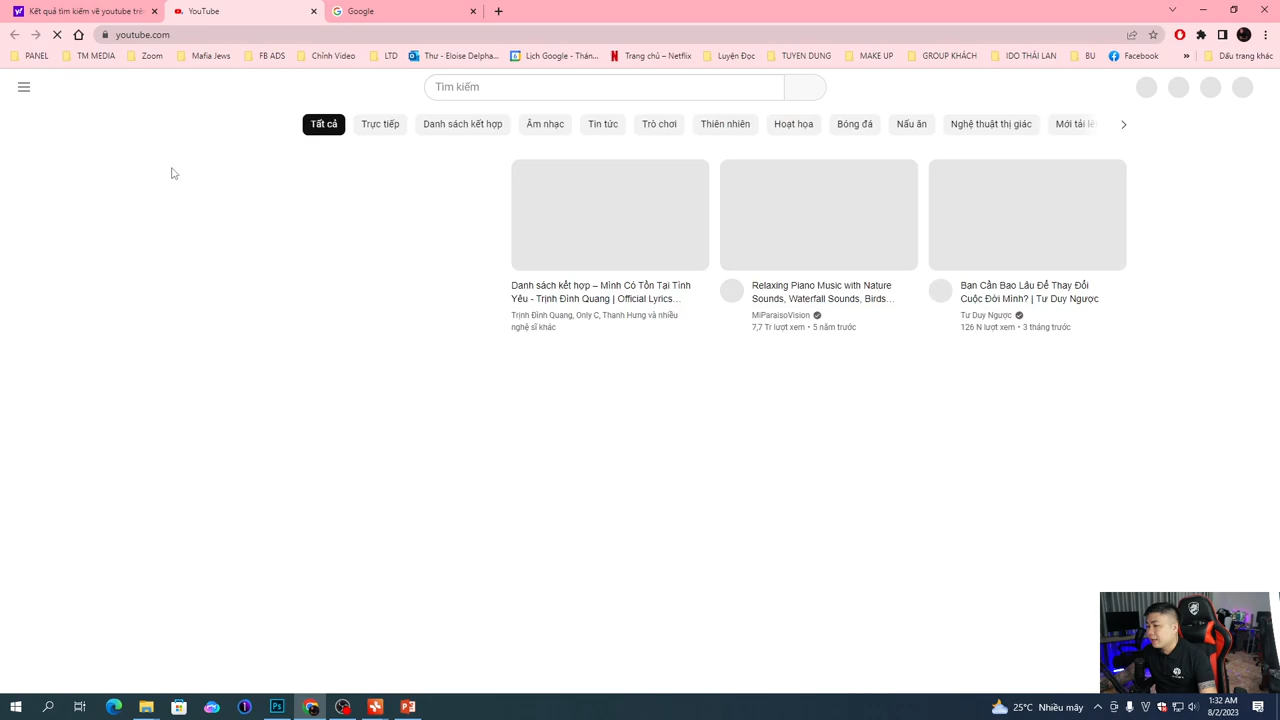 Kết quả tìm kiếm về youtube trê
YouTube
Google
youtube.com
PANEL
TM MEDIA
Zoom
Mafia Jews
FB ADS
Chỉnh Video
LTD
Thư - Eloise Delpha...
Lịch Google - Thán...
Trang chủ – Netflix
Luyện Đọc
TUYEN DUNG
MAKE UP
GROUP KHÁCH
IDO THÁI LAN
BU
Facebook
»
Dấu trang khác
Tìm kiếm
Tất cả
Trực tiếp
Danh sách kết hợp
Âm nhạc
Tin tức
Trò chơi
Thiên nhiên
Hoạt họa
Bóng đá
Nấu ăn
Nghệ thuật thị giác
Mới tải lên
Danh sách kết hợp – Mình Có Tồn Tại Tình
Yêu - Trịnh Đình Quang | Official Lyrics...
Trịnh Đình Quang, Only C, Thanh Hưng và nhiều
nghệ sĩ khác
Relaxing Piano Music with Nature
Sounds, Waterfall Sounds, Birds...
MiParaisoVision
7,7 Tr lượt xem • 5 năm trước
Bạn Cần Bao Lâu Để Thay Đổi
Cuộc Đời Mình? | Tư Duy Ngược
Tư Duy Ngược
126 N lượt xem • 3 tháng trước
Ps
25°C Nhiều mây
1:32 AM
8/2/2023